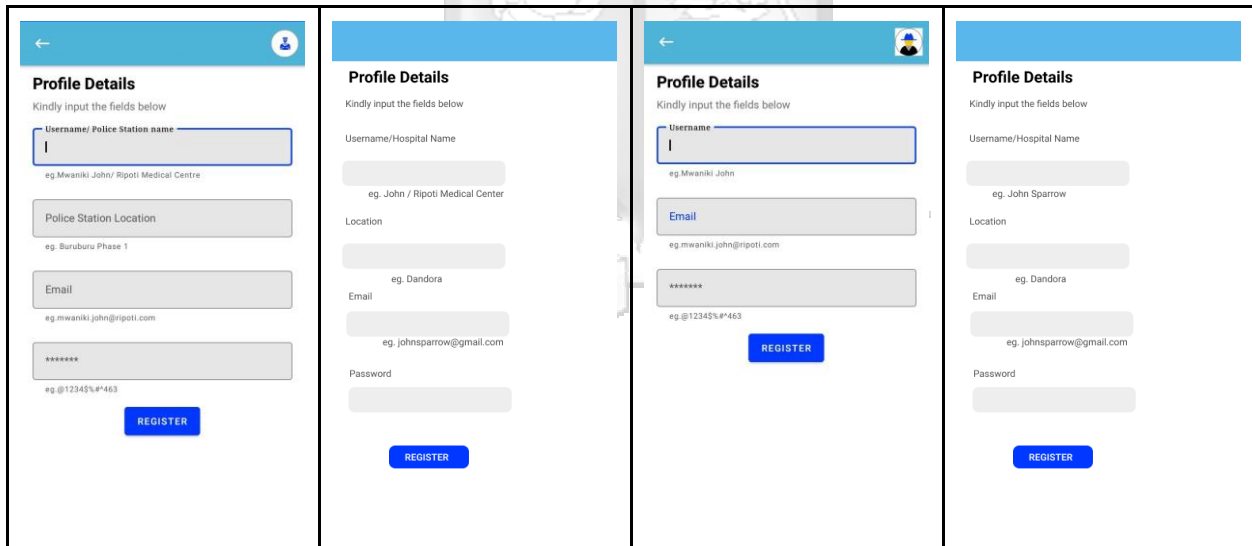 Profile Details
Kindly input the fields below
Username/ Police Station name
eg.Mwaniki John/ Ripoti Medical Centre
Police Station Location
eg. Buruburu Phase 1
Email
eg.mwaniki.john@ripoti.com
*******
eg.@1234$%#^463
REGISTER
Profile Details
Kindly input the fields below
Username/Hospital Name
eg. John / Ripoti Medical Center
Location
eg. Dandora
Email
eg. johnsparrow@gmail.com
Password
REGISTER
Profile Details
Kindly input the fields below
Username
eg.Mwaniki John
Email
eg.mwaniki.john@ripoti.com
*******
eg.@1234$%#^463
REGISTER
Profile Details
Kindly input the fields below
Username/Hospital Name
eg. John Sparrow
Location
eg. Dandora
Email
eg. johnsparrow@gmail.com
Password
REGISTER